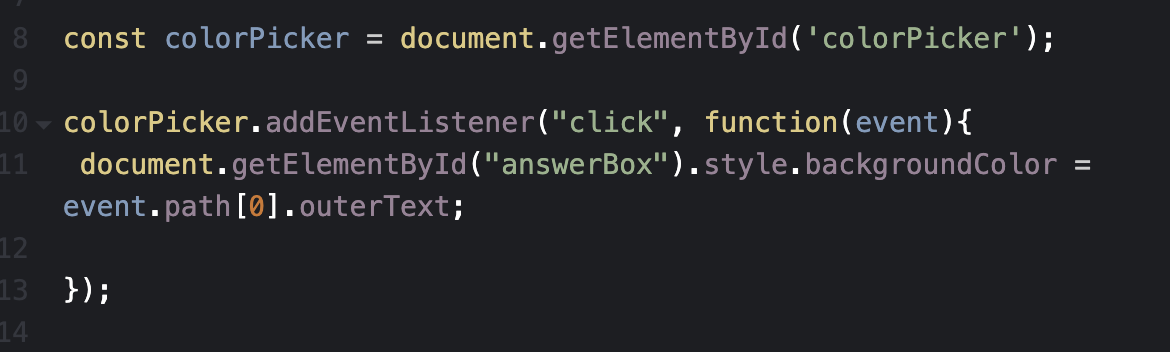 8 const colorPicker = document.getElementById('colorPicker');
9
10 colorPicker.addEventListener("click", function(event){
11 document.getElementById("answerBox").style.backgroundColor =
event.path[0].outerText;
12
13 });
14